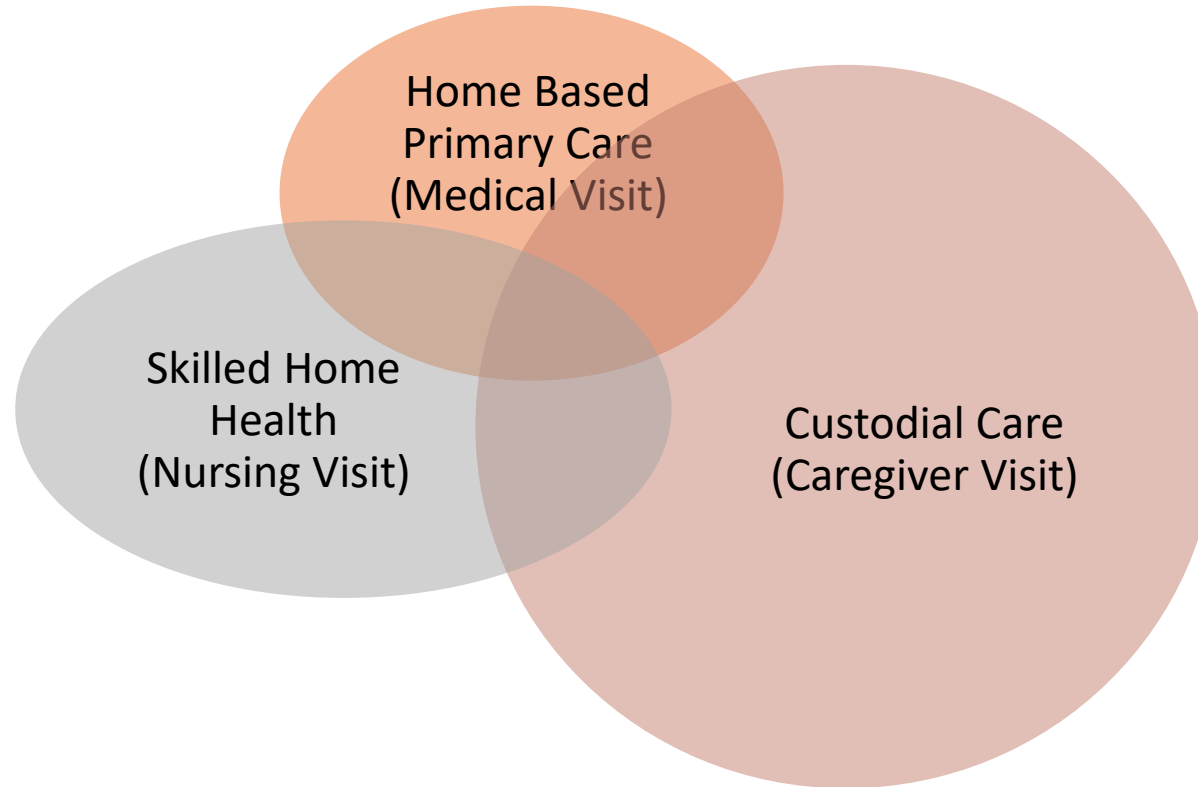 Home Based
Primary Care
(Medical Visit)
Skilled Home
Health
(Nursing Visit)
Custodial Care
(Caregiver Visit)